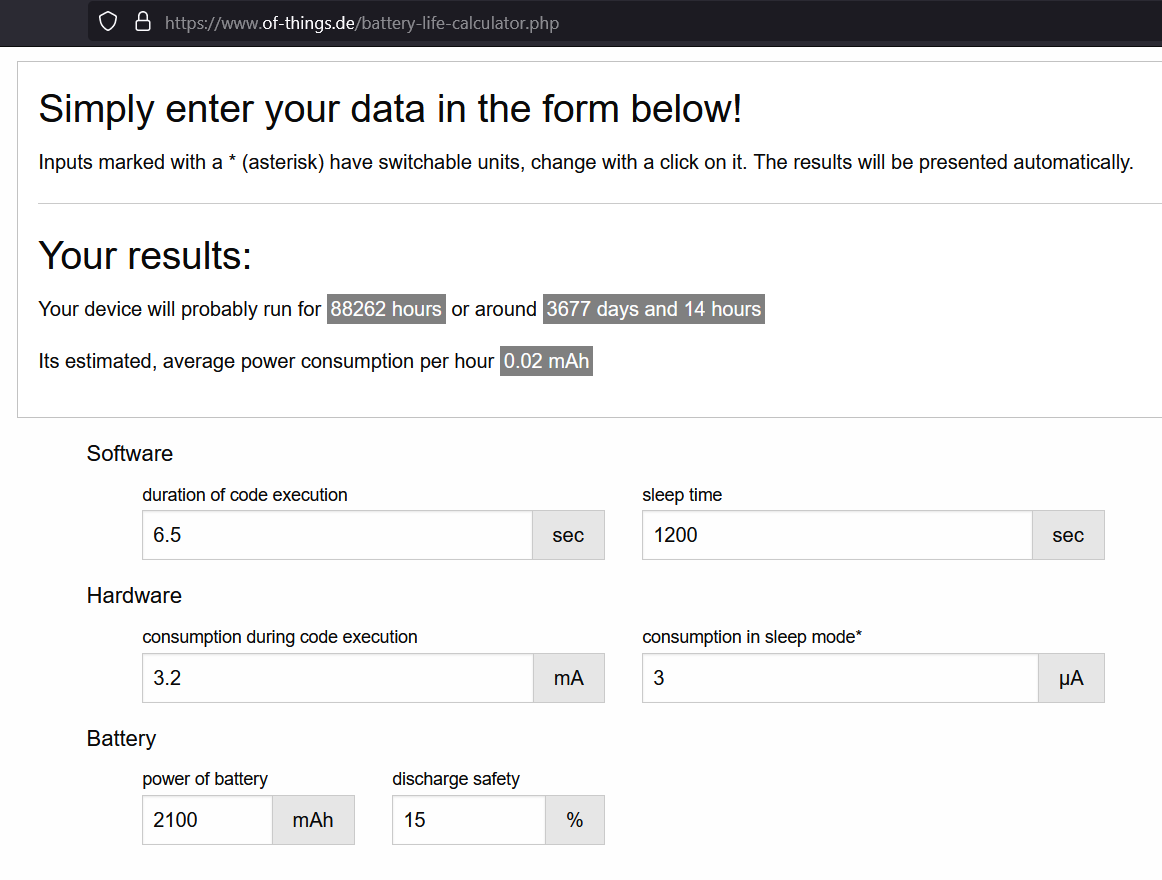 https://www.of-things.de/battery-life-calculator.php
Simply enter your data in the form below!
Inputs marked with a * (asterisk) have switchable units, change with a click on it. The results will be presented automatically.
Your results:
Your device will probably run for 88262 hours or around 3677 days and 14 hours
Its estimated, average power consumption per hour 0.02 mAh
Software
duration of code execution sleep time
6.5 sec 1200 sec
Hardware
consumption during code execution consumption in sleep mode*
3.2 mA 3 µA
Battery
power of battery discharge safety
2100 mAh 15 %